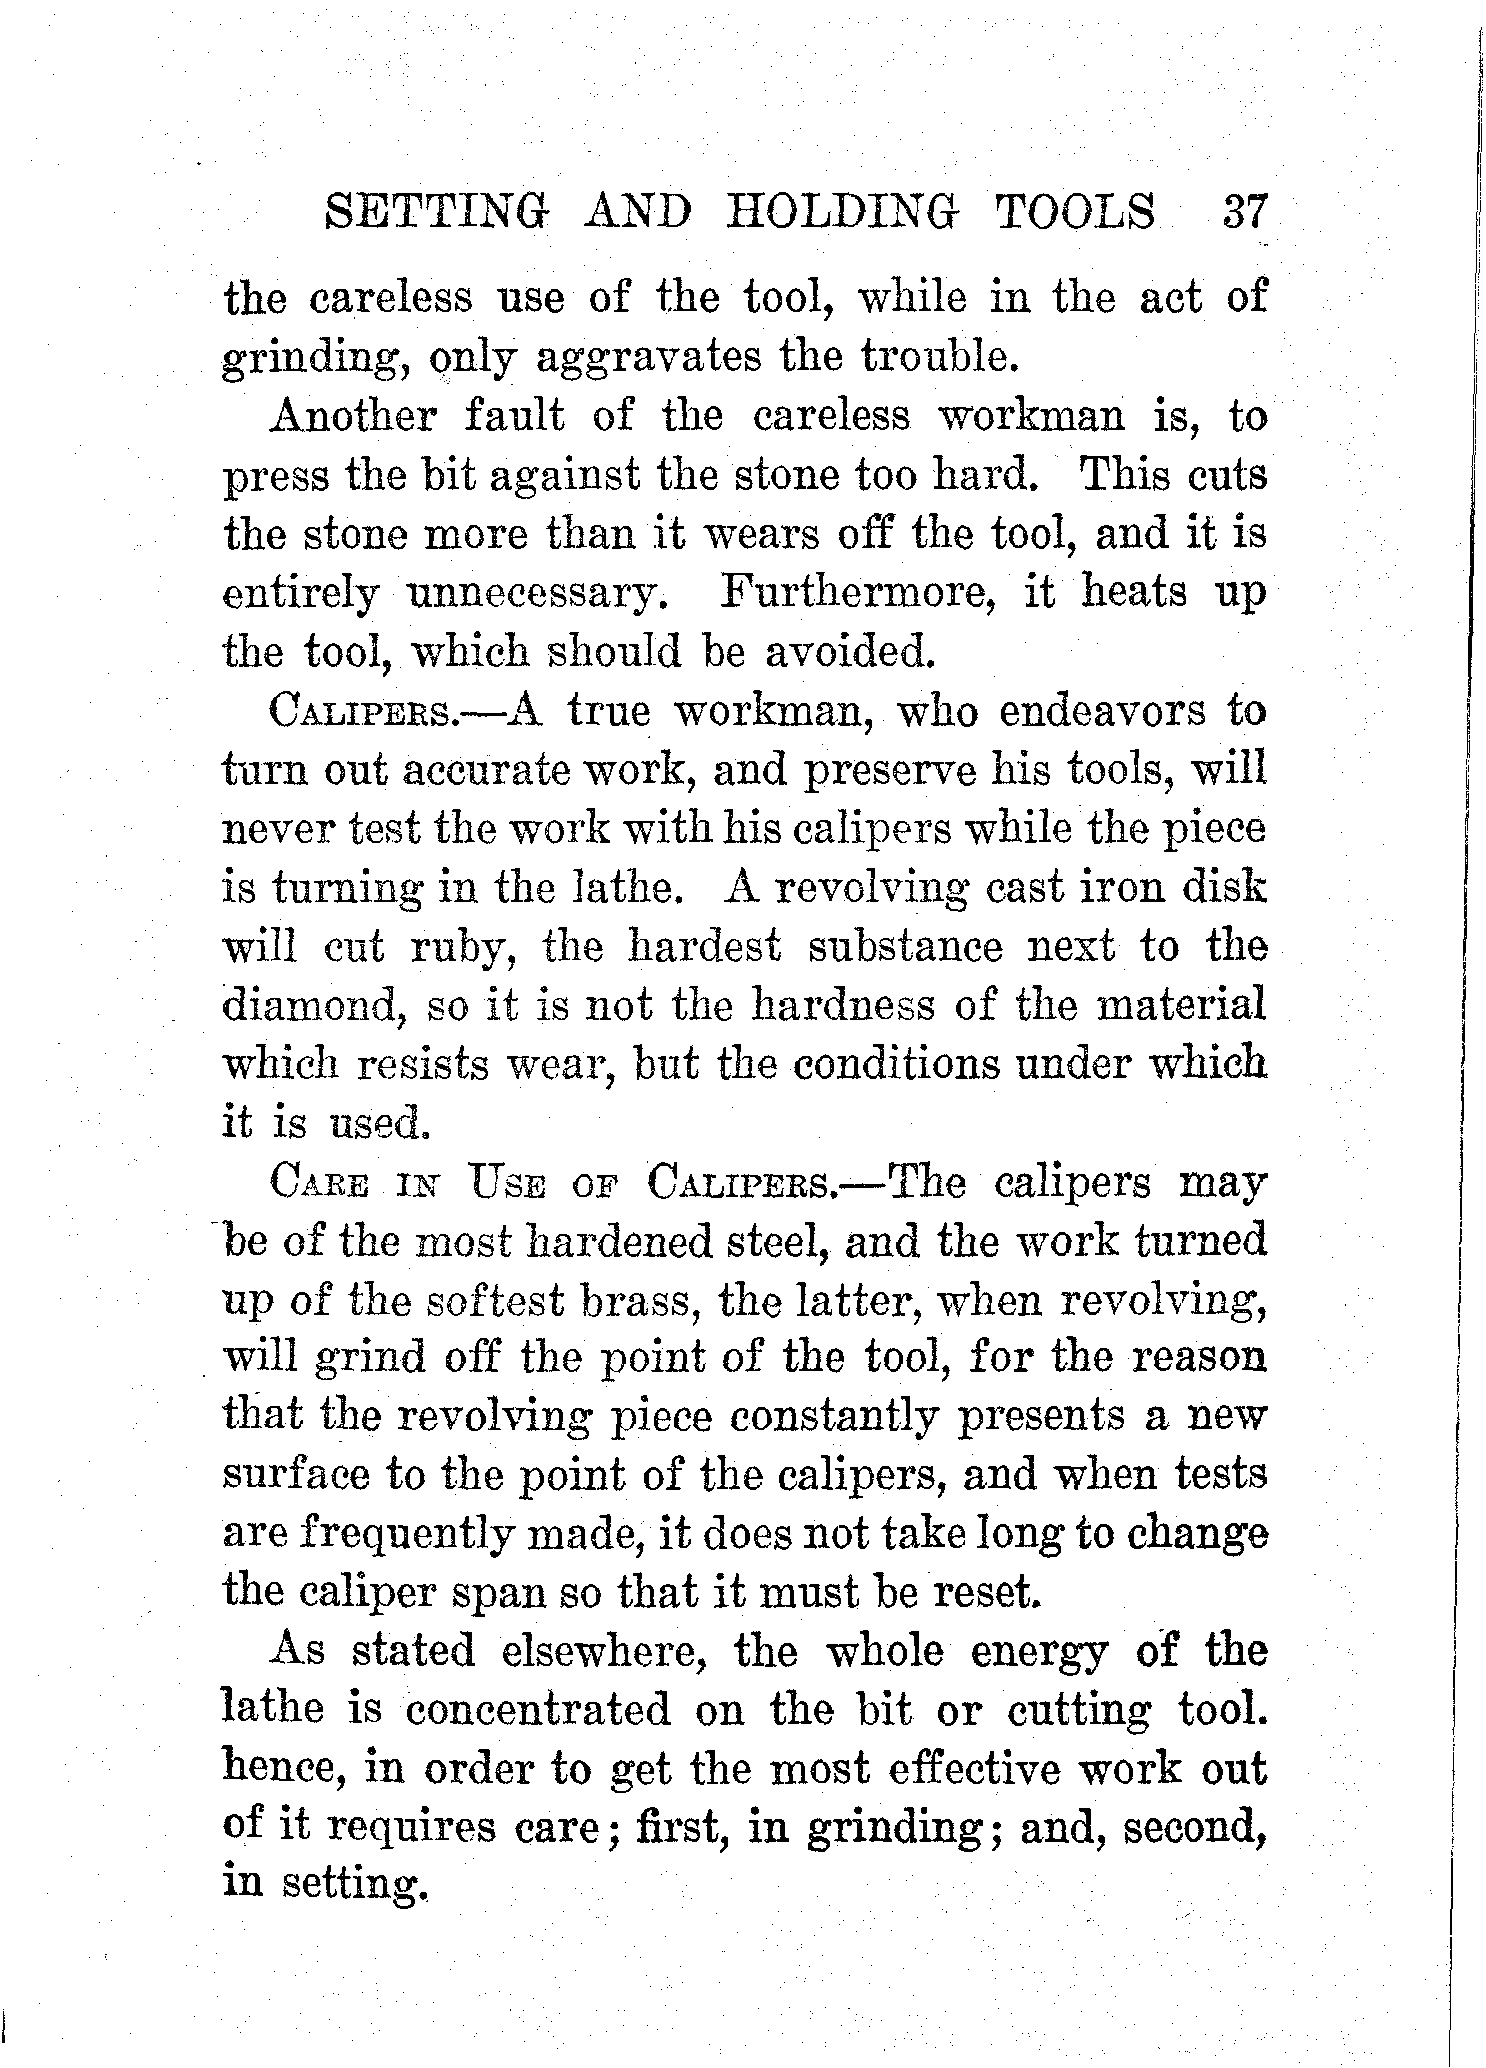 SETTING AND HOLDING TOOLS 37
the careless use of the tool, while in the act of
grinding, only aggravates the trouble.
Another fault of the careless workman is, to
press the bit against the stone too hard. This cuts
the stone more than it wears off the tool, and it is
entirely unnecessary. Furthermore, it heats up
the tool, which should be avoided.
CALIPERS.—A true workman, who endeavors to
turn out accurate work, and preserve his tools, will
never test the work with his calipers while the piece
is turning in the lathe. A revolving cast iron disk
will cut ruby, the hardest substance next to the
diamond, so it is not the hardness of the material
which resists wear, but the conditions under which
it is used.
CARE IN USE OF CALIPERS.—The calipers may
be of the most hardened steel, and the work turned
up of the softest brass, the latter, when revolving,
will grind off the point of the tool, for the reason
that the revolving piece constantly presents a new
surface to the point of the calipers, and when tests
are frequently made, it does not take long to change
the caliper span so that it must be reset.
As stated elsewhere, the whole energy of the
lathe is concentrated on the bit or cutting tool.
hence, in order to get the most effective work out
of it requires care; first, in grinding; and, second,
in setting.